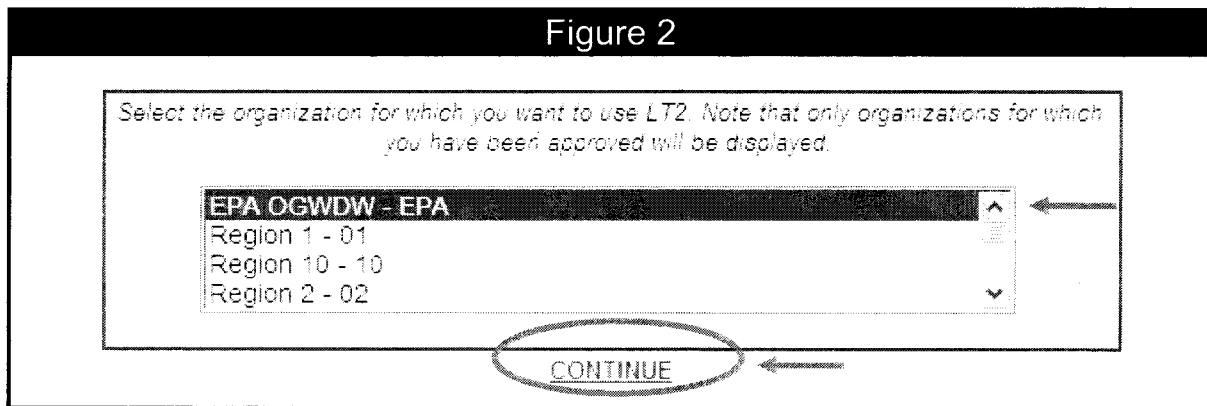 Figure 2
Select the organization for which you want to use LT2. Note that only organizations for which
you have been approved will be displayed.
EPA OGWDW - EPA
Region 1 - 01
Region 10 - 10
Region 2 - 02
CONTINUE